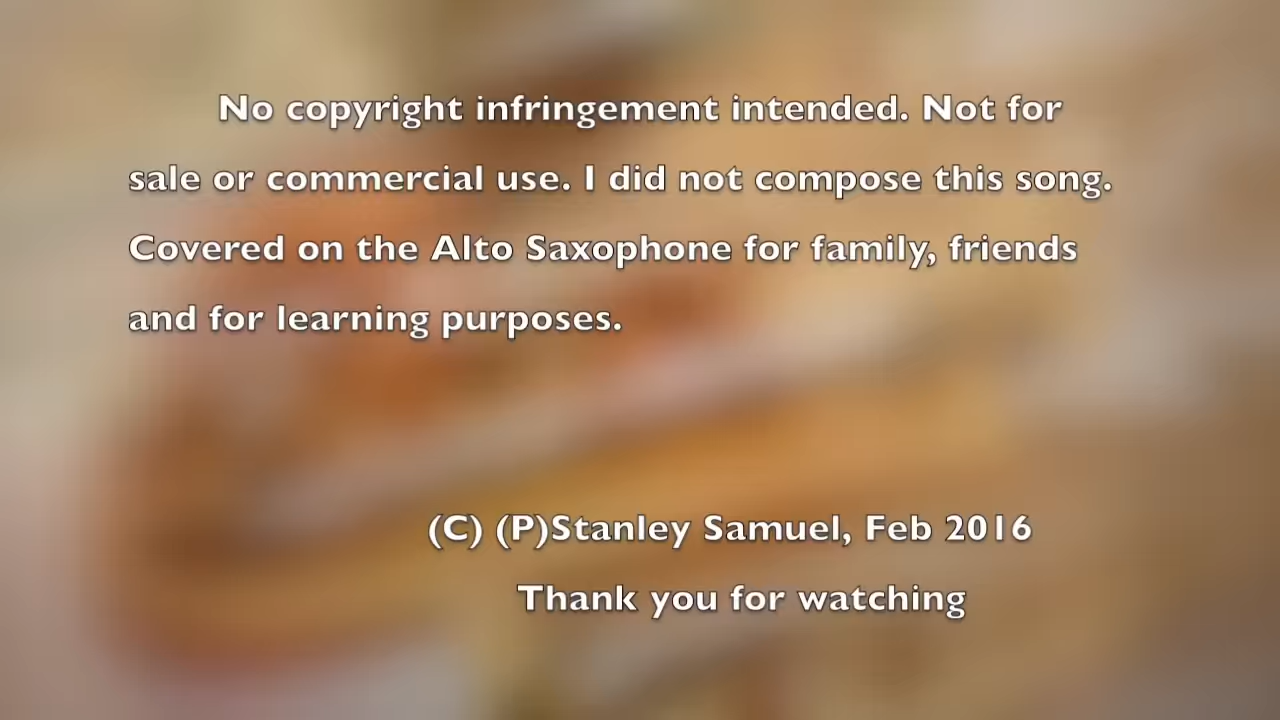 No copyright infringement intended. Not for
sale or commercial use. I did not compose this song.
Covered on the Alto Saxophone for family, friends
and for learning purposes.
(C) (P)Stanley Samuel, Feb 2016
Thank you for watching